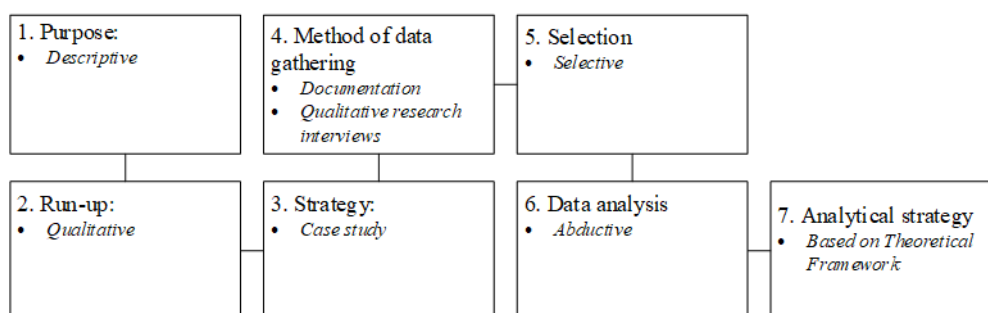 1. Purpose:
• Descriptive
2. Run-up:
• Qualitative
3. Strategy:
• Case study
4. Method of data
gathering
• Documentation
• Qualitative research
interviews
5. Selection
• Selective
6. Data analysis
• Abductive
7. Analytical strategy
• Based on Theoretical
Framework